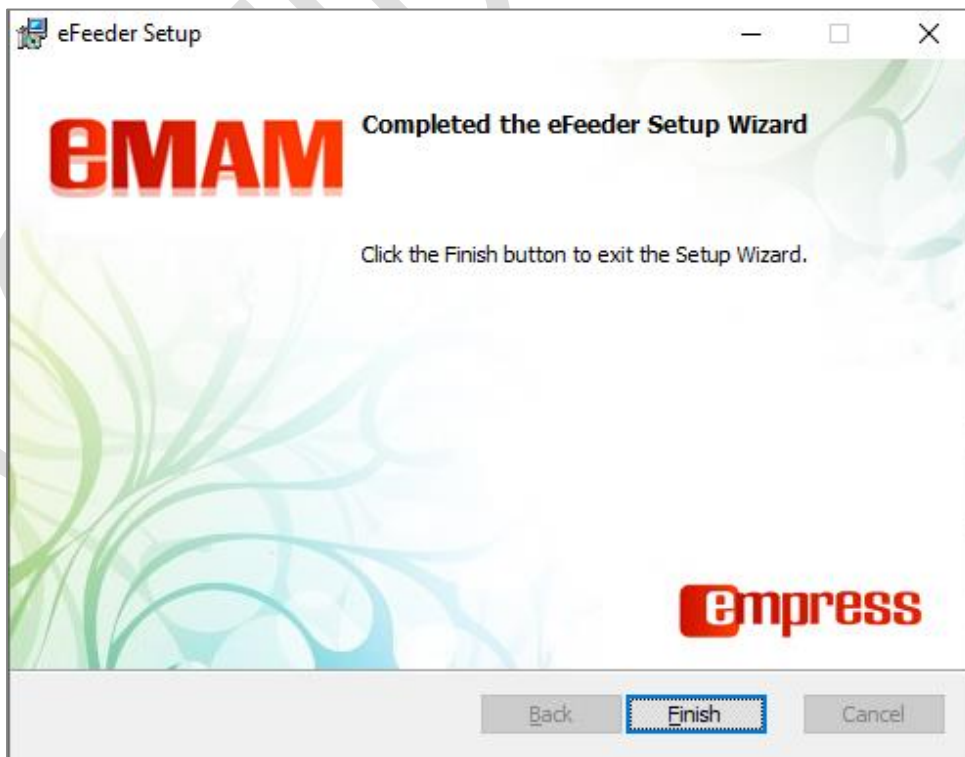 eFeeder Setup
eMAM
Completed the eFeeder Setup Wizard
Click the Finish button to exit the Setup Wizard.
empress
Back
Finish
Cancel